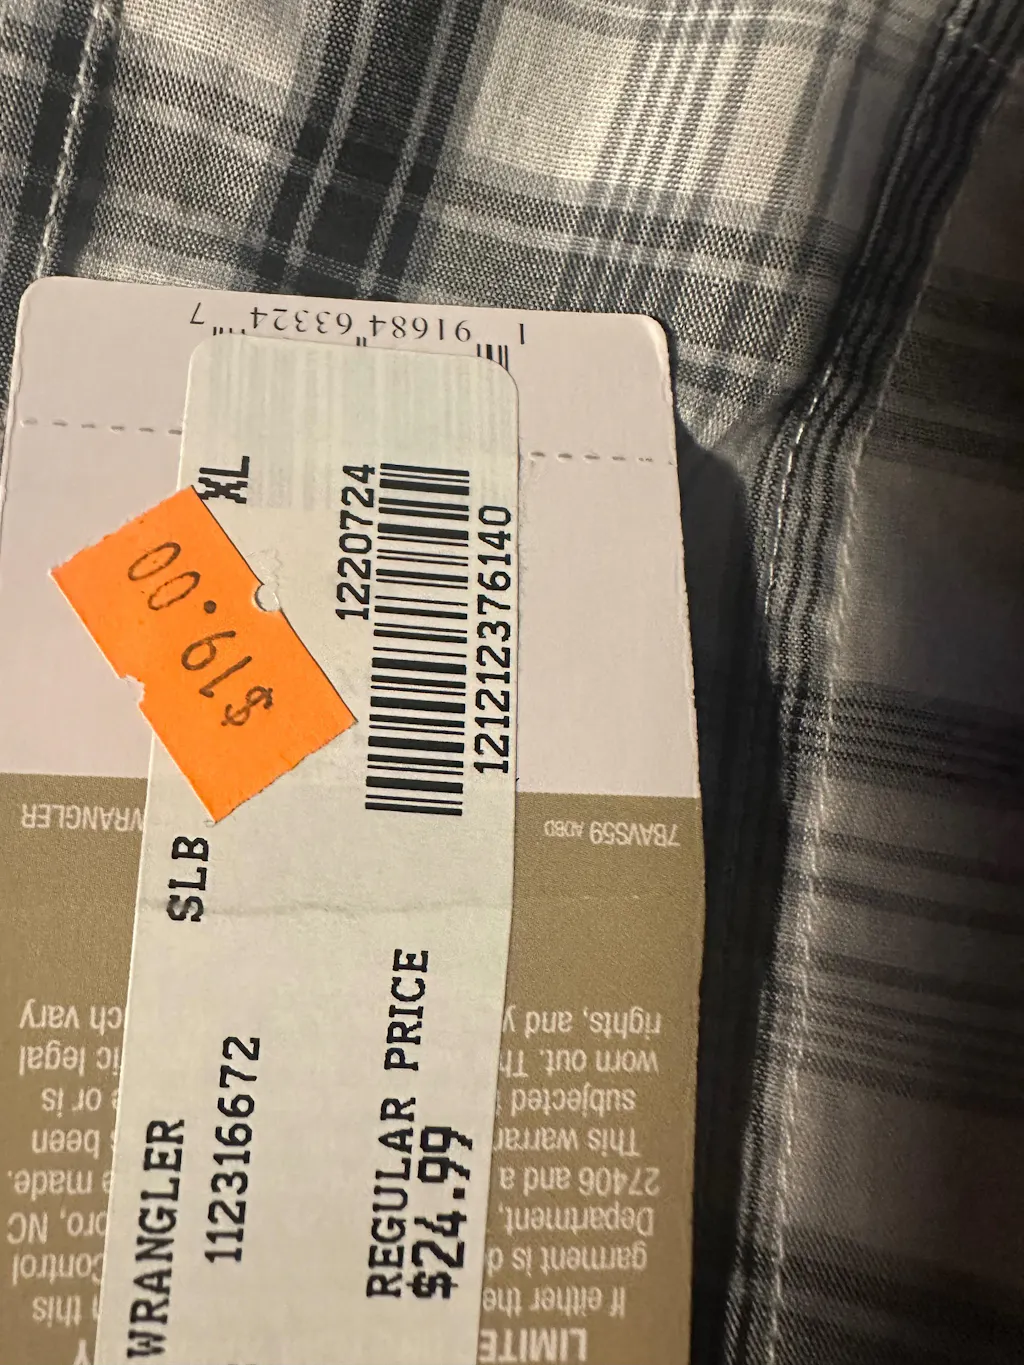 1 91684 63324 7
XL
1220724
121212376140
$19.00
SLB
WRANGLER
112316672
REGULAR PRICE
$24.99
WRANGLER
7BAVS59 ADBD
LIMITE
If either the
this
garment is d
Control
Department,
oro, NC
27406 and a
e made.
This warran
been
subjected
e or is
worn out. Th
ic legal
rights, and y
ch vary